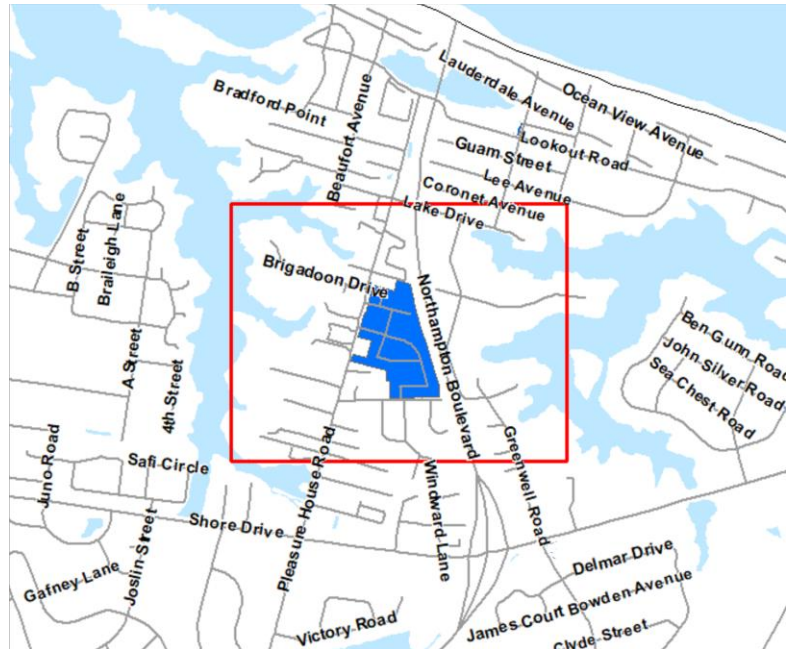 Lauderdale Avenue
Ocean View Avenue
Bradford Point
Beaufort Avenue
Lookout Road
Guam Street
Lee Avenue
Coronet Avenue
Lake Drive
B Street
Braileigh Lane
Brigadoon Drive
Northampton Boulevard
Ben Gunn Road
John Silver Road
Sea Chest Road
A Street
4th Street
Juno Road
Safi Circle
Pleasure House Road
Windward Lane
Greenwell Road
Shore Drive
Joslin Street
Gafney Lane
Delmar Drive
James Court
Bowden Avenue
Victory Road
Clyde Street